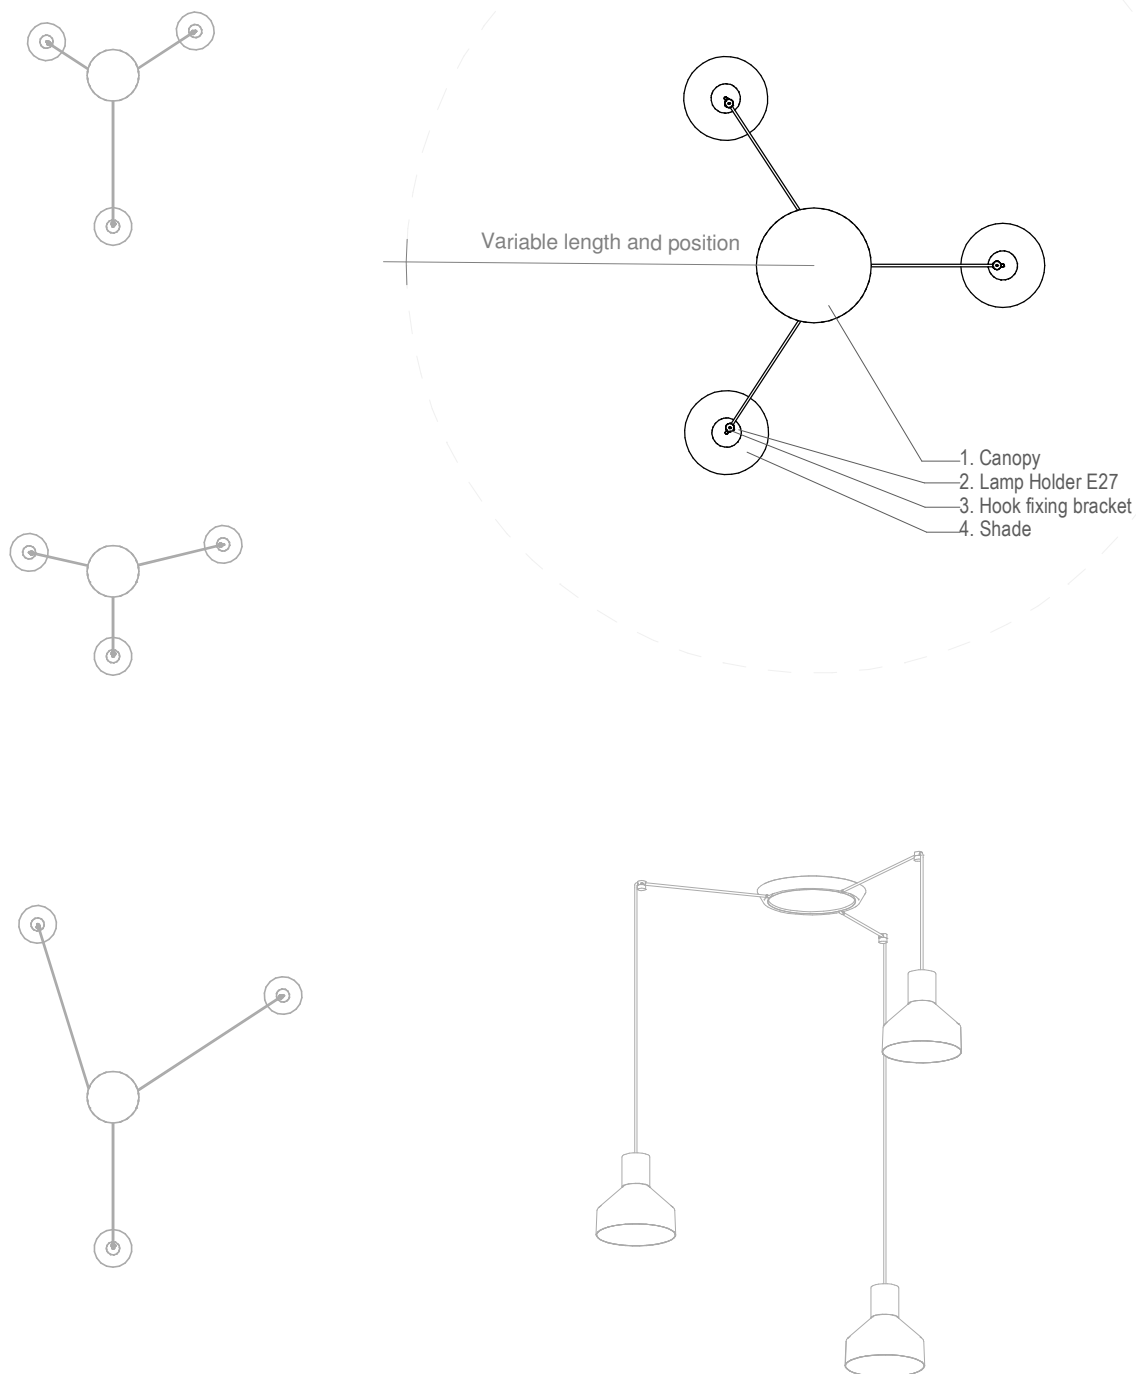 Variable length and position
1. Canopy
2. Lamp Holder E27
3. Hook fixing bracket
4. Shade